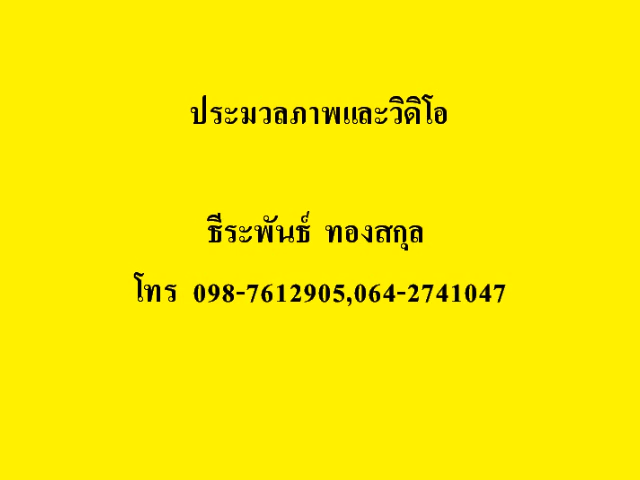 ประมวลภาพและวิดิโอ
ธีระพันธ์ ทองสกุล
โทร 098-7612905,064-2741047